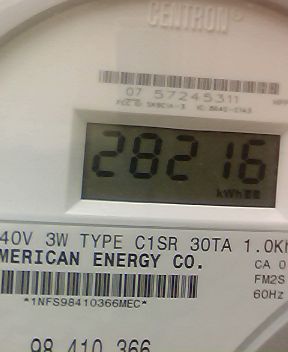 CENTRON®
07 57245311
28216
kWh
40V 3W TYPE C1SR 30TA 1.0Kh
MERICAN ENERGY CO.
CA 0
FM2S
60Hz
*1NFS98410366MEC*
98 410 366